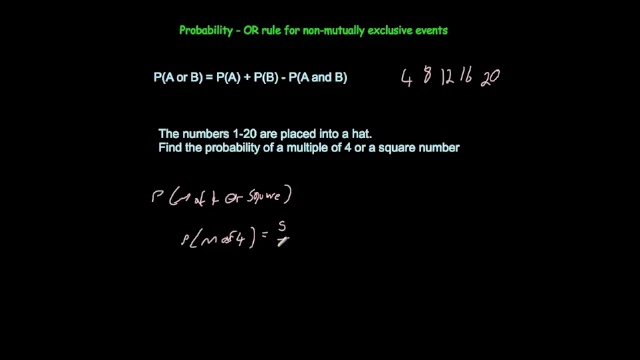 Probability - OR rule for non-mutually exclusive events
P(A or B) = P(A) + P(B) - P(A and B)
4 8 12 16 20
The numbers 1-20 are placed into a hat.
Find the probability of a multiple of 4 or a square number
P( of 4 or square)
P(M of 4) = 5